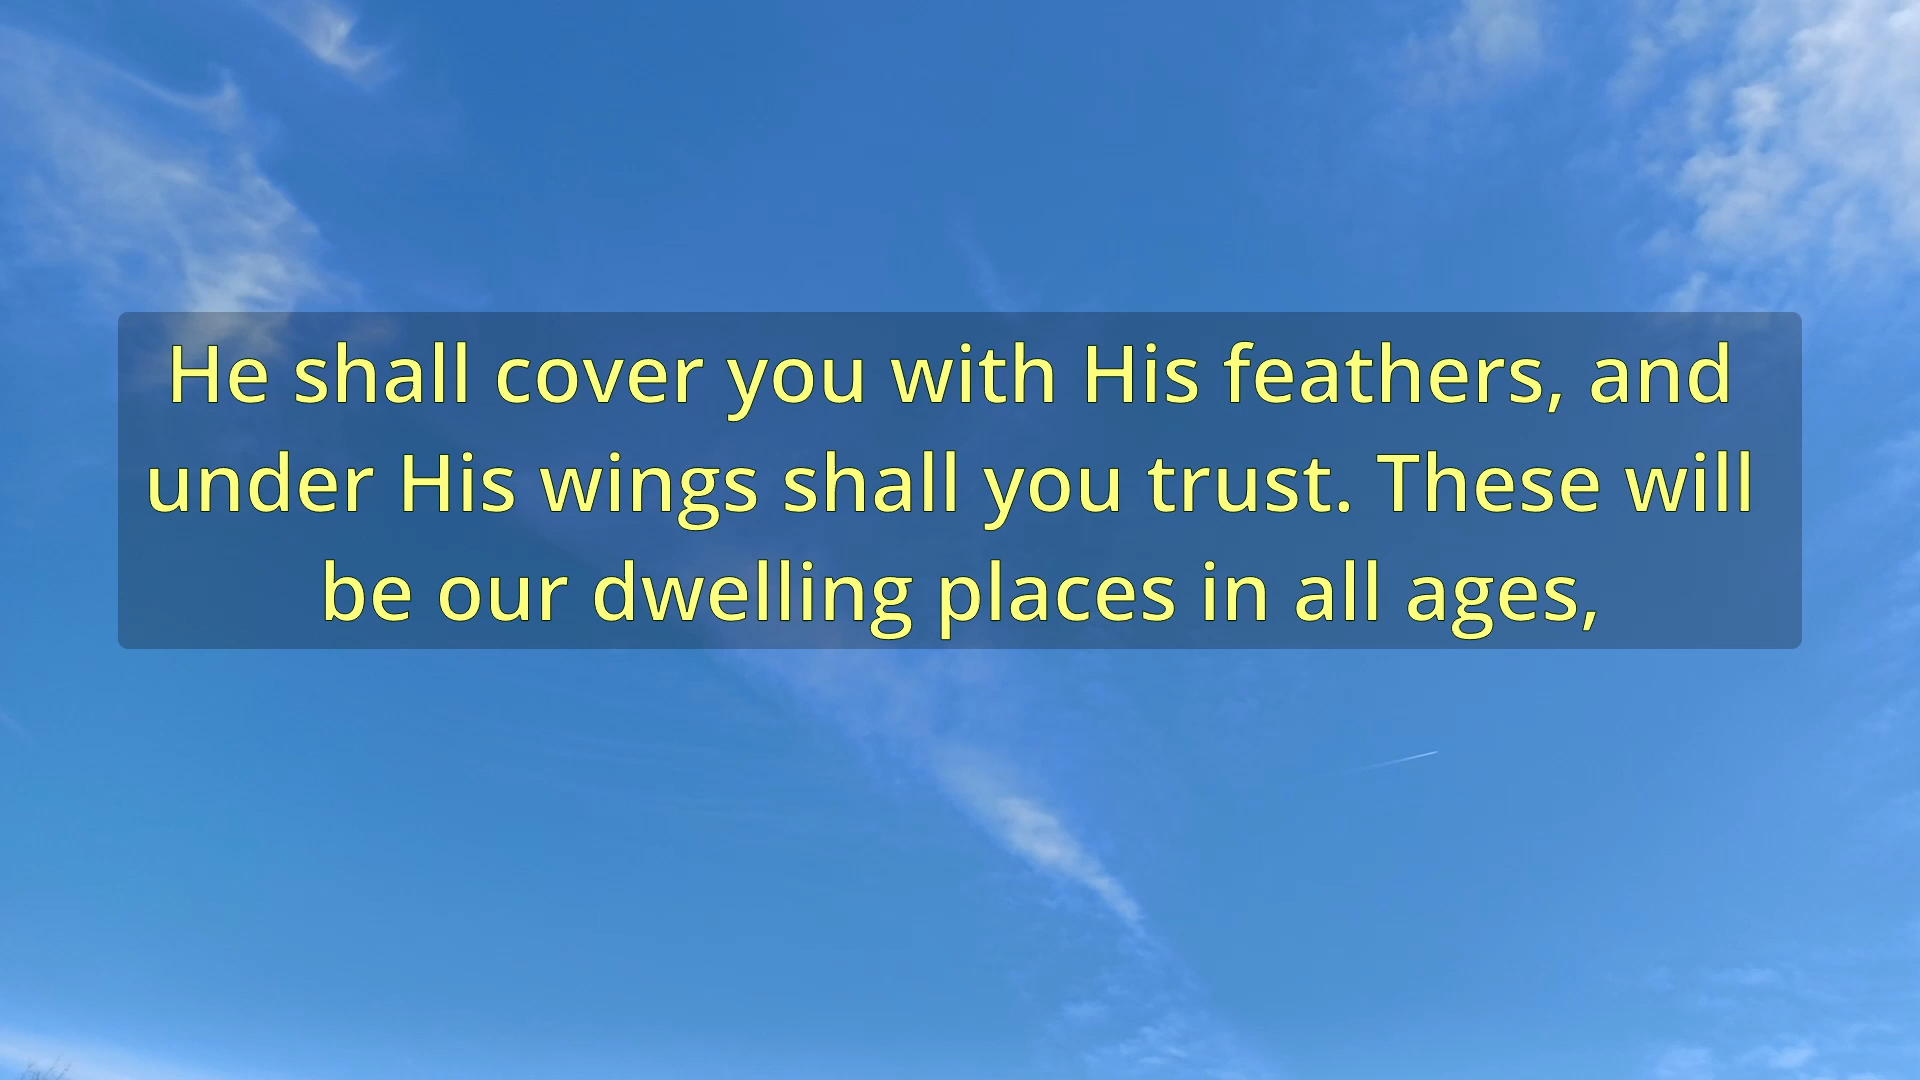 He shall cover you with His feathers, and
under His wings shall you trust. These will
be our dwelling places in all ages,